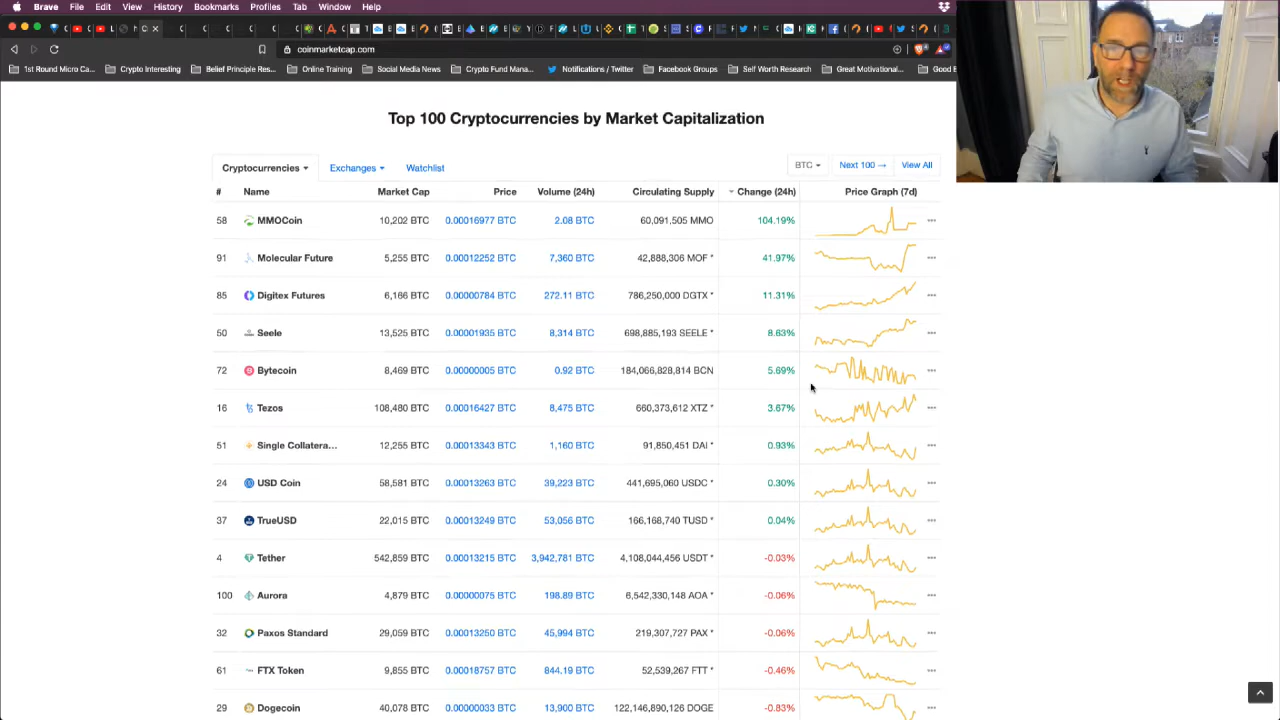 Brave File Edit View History Bookmarks Profiles Tab Window Help
coinmarketcap.com
1st Round Micro Ca... Crypto Interesting Belief Principle Res... Online Training Social Media Shows Crypto Fund Mana... Notifications / Twitter Facebook Groups Self Worth Research Great Motivational...
Top 100 Cryptocurrencies by Market Capitalization
Cryptocurrencies Exchanges Watchlist BTC Next 100 → View All
# Name Market Cap Price Volume (24h) Circulating Supply Change (24h) Price Graph (7d)
58 MMOCoin 10,202 BTC 0.00016977 BTC 2.08 BTC 60,091,505 MMO 104.19%
91 Molecular Future 5,255 BTC 0.00012252 BTC 7,360 BTC 42,888,306 MOF * 41.97%
85 Digitex Futures 6,166 BTC 0.00000784 BTC 272.11 BTC 786,250,000 DGTX * 11.31%
50 Seele 13,525 BTC 0.00001935 BTC 8,314 BTC 698,885,193 SEELE * 8.63%
72 Bytecoin 8,469 BTC 0.00000005 BTC 0.92 BTC 184,066,828,814 BCN 5.69%
16 Tezos 108,480 BTC 0.00016427 BTC 8,475 BTC 660,373,612 XTZ * 3.67%
51 Single Collatera... 12,255 BTC 0.00013343 BTC 1,160 BTC 91,850,451 DAI * 0.93%
24 USD Coin 58,581 BTC 0.00013263 BTC 39,223 BTC 441,695,060 USDC * 0.30%
37 TrueUSD 22,015 BTC 0.00013249 BTC 53,056 BTC 166,168,740 TUSD * 0.04%
4 Tether 542,859 BTC 0.00013215 BTC 3,942,781 BTC 4,108,044,456 USDT * -0.03%
100 Aurora 4,879 BTC 0.00000075 BTC 198.89 BTC 6,542,330,148 AOA * -0.06%
32 Paxos Standard 29,059 BTC 0.00013250 BTC 45,994 BTC 219,307,727 PAX * -0.06%
61 FTX Token 9,855 BTC 0.00018757 BTC 844.19 BTC 52,539,267 FTT * -0.46%
29 Dogecoin 40,078 BTC 0.00000033 BTC 13,900 BTC 122,146,890,126 DOGE -0.83%